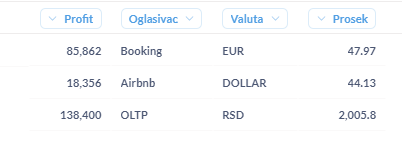 Profit Oglasivac Valuta Prosek
85,862 Booking EUR 47.97
18,356 Airbnb DOLLAR 44.13
138,400 OLTP RSD 2,005.8